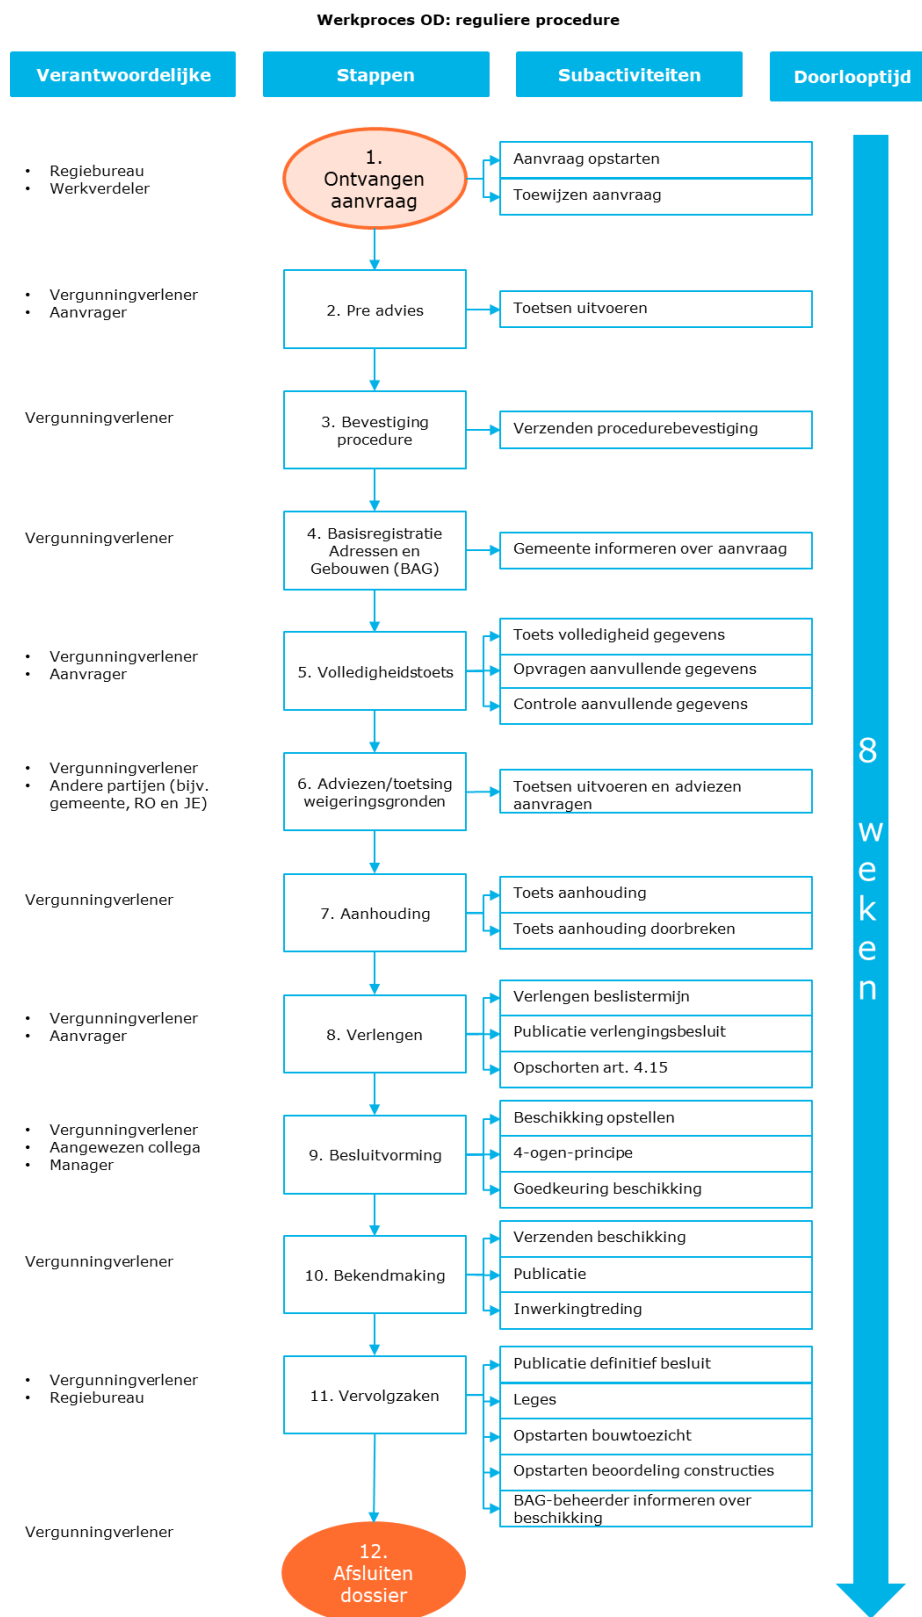 Werkproces OD: reguliere procedure
Verantwoordelijke
Stappen
Subactiviteiten
Doorlooptijd
• Regiebureau
• Werkverdeler
1.
Ontvangen
aanvraag
Aanvraag opstarten
Toewijzen aanvraag
• Vergunningverlener
• Aanvrager
2. Pre advies
Toetsen uitvoeren
Vergunningverlener
3. Bevestiging
procedure
Verzenden procedurebevestiging
Vergunningverlener
4. Basisregistratie
Adressen en
Gebouwen (BAG)
Gemeente informeren over aanvraag
• Vergunningverlener
• Aanvrager
5. Volledigheidstoets
Toets volledigheid gegevens
Opvragen aanvullende gegevens
Controle aanvullende gegevens
• Vergunningverlener
• Andere partijen (bijv.
gemeente, RO en JE)
6. Adviezen/toetsing
weigeringsgronden
Toetsen uitvoeren en adviezen
aanvragen
Vergunningverlener
7. Aanhouding
Toets aanhouding
Toets aanhouding doorbreken
• Vergunningverlener
• Aanvrager
8. Verlengen
Verlengen beslistermijn
Publicatie verlengingsbesluit
Opschorten art. 4.15
• Vergunningverlener
• Aangewezen collega
• Manager
9. Besluitvorming
Beschikking opstellen
4-ogen-principe
Goedkeuring beschikking
Vergunningverlener
10. Bekendmaking
Verzenden beschikking
Publicatie
Inwerkingtreding
• Vergunningverlener
• Regiebureau
11. Vervolgzaken
Publicatie definitief besluit
Leges
Opstarten bouwtoezicht
Opstarten beoordeling constructies
BAG-beheerder informeren over
beschikking
Vergunningverlener
12.
Afsluiten
dossier
8 weken